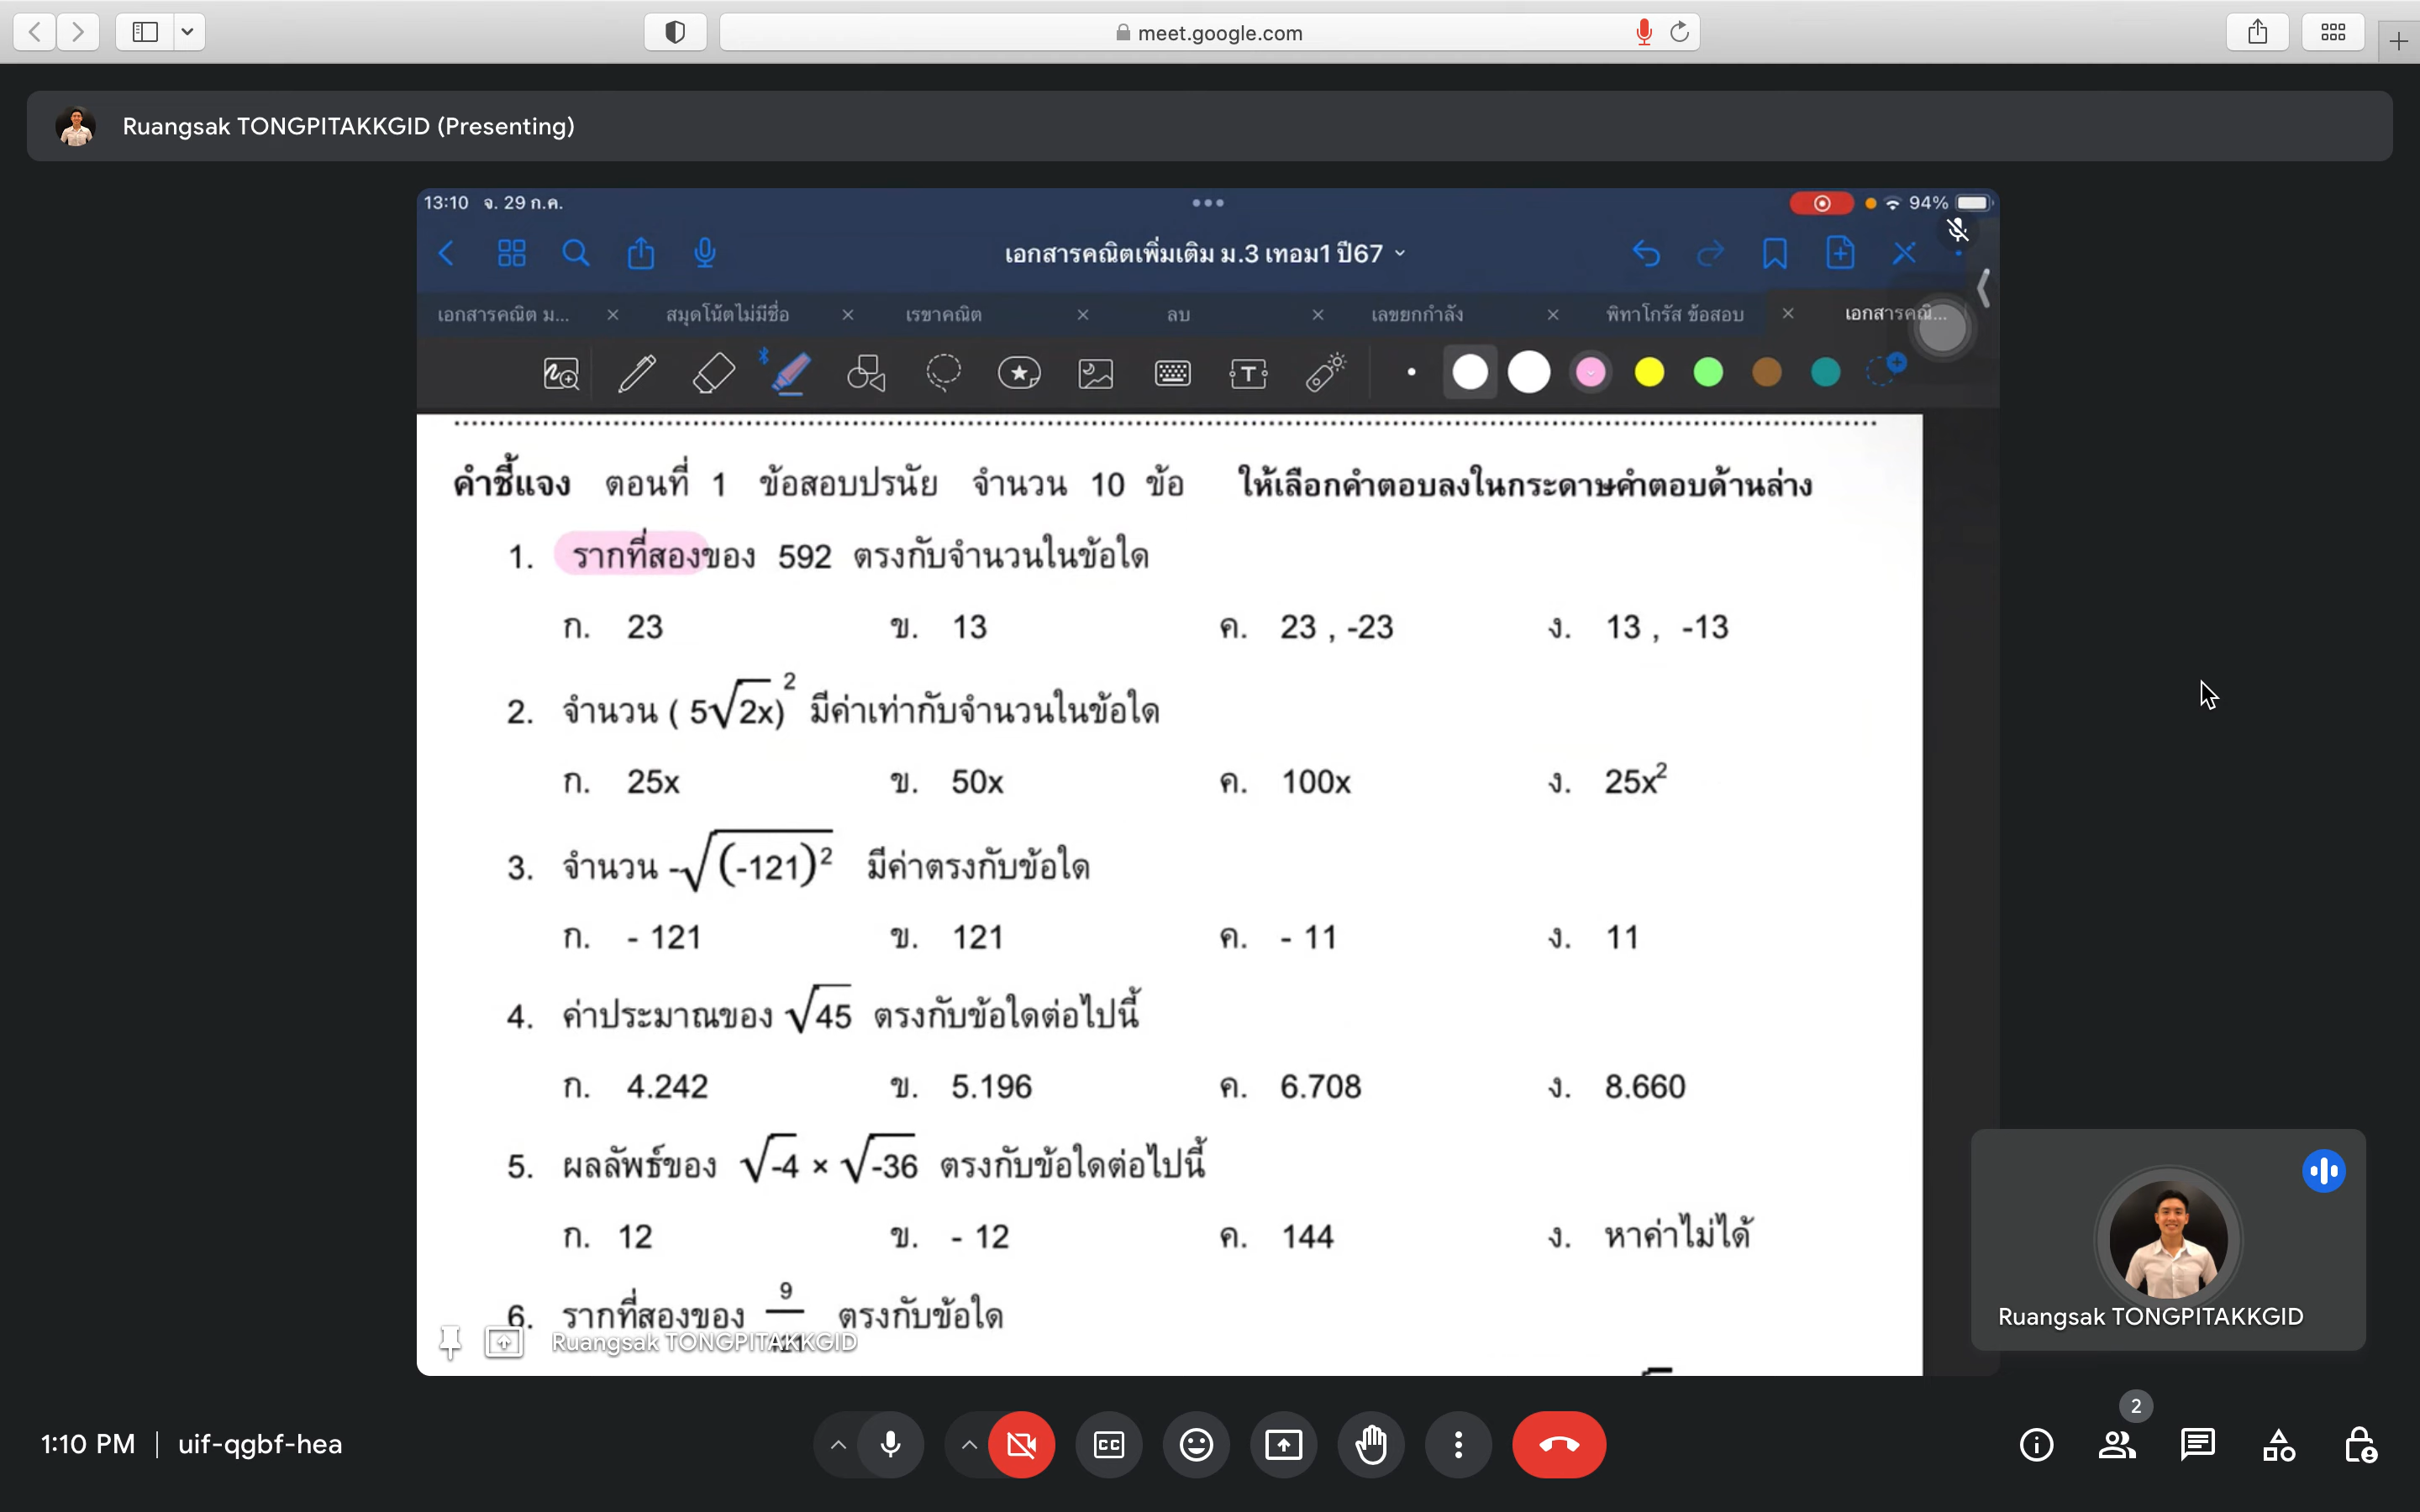 meet.google.com
Ruangsak TONGPITAKKGID (Presenting)
13:10 จ. 29 ก.ค.
94%
เอกสารคณิตเพิ่มเติม ม.3 เทอม1 ปี67
เอกสารคณิต ม...
สมุดโน้ตไม่มีชื่อ
เรขาคณิต
ลบ
เลขยกกำลัง
พิทาโกรัส ข้อสอบ
เอกสารคณิ...
คำชี้แจง ตอนที่ 1 ข้อสอบปรนัย จำนวน 10 ข้อ ให้เลือกคำตอบลงในกระดาษคำตอบด้านล่าง
1. รากที่สองของ 592 ตรงกับจำนวนในข้อใด
ก. 23 ข. 13 ค. 23 , -23 ง. 13 , -13
2. จำนวน ( 5√2x)² มีค่าเท่ากับจำนวนในข้อใด
ก. 25x ข. 50x ค. 100x ง. 25x²
3. จำนวน -√(-121)² มีค่าตรงกับข้อใด
ก. - 121 ข. 121 ค. - 11 ง. 11
4. ค่าประมาณของ √45 ตรงกับข้อใดต่อไปนี้
ก. 4.242 ข. 5.196 ค. 6.708 ง. 8.660
5. ผลลัพธ์ของ √-4 × √-36 ตรงกับข้อใดต่อไปนี้
ก. 12 ข. - 12 ค. 144 ง. หาค่าไม่ได้
6. รากที่สองของ 9 ตรงกับข้อใด
Ruangsak TONGPITAKKGID
Ruangsak TONGPITAKKGID
1:10 PM | uif-qgbf-hea
CC
2